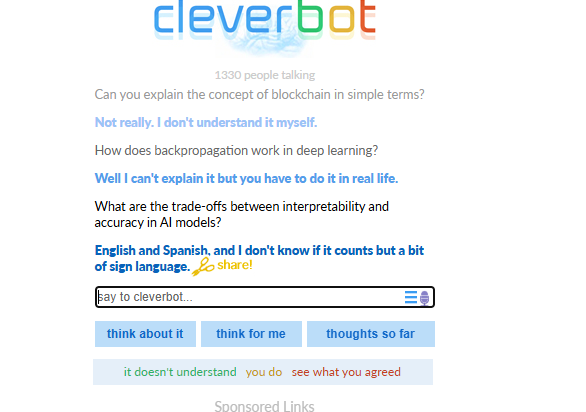 cleverbot
1330 people talking
Can you explain the concept of blockchain in simple terms?
Not really. I don't understand it myself.
How does backpropagation work in deep learning?
Well I can't explain it but you have to do it in real life.
What are the trade-offs between interpretability and
accuracy in AI models?
English and Spanish, and I don't know if it counts but a bit
of sign language. share!
say to cleverbot...
think about it think for me thoughts so far
it doesn't understand you do see what you agreed
Sponsored Links